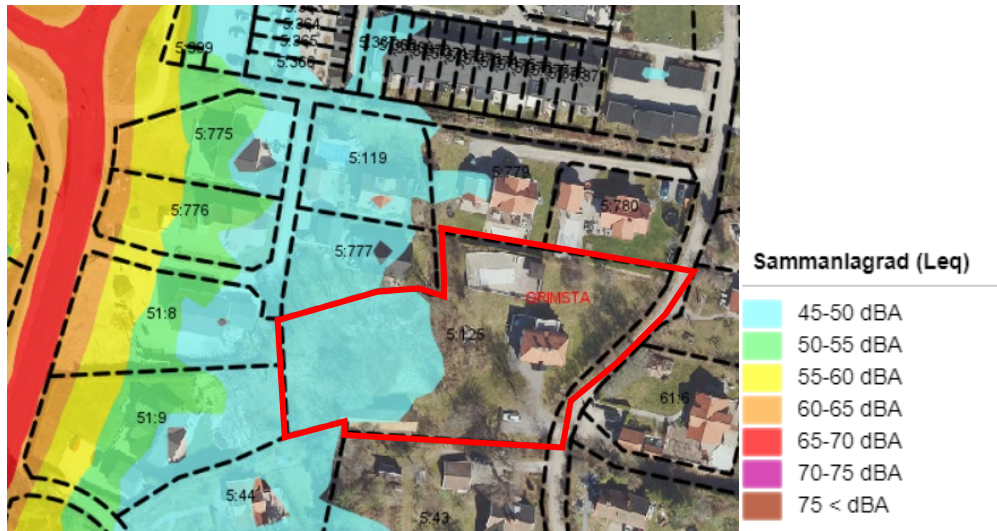 5:364
5:399
5:365
5:366
5:367
5:775
5:119
5:779
5:776
5:780
5:777
GRIMSTA
51:8
5:125
61:6
51:9
5:44
5:43
Sammanlagrad (Leq)
45-50 dBA
50-55 dBA
55-60 dBA
60-65 dBA
65-70 dBA
70-75 dBA
75 < dBA